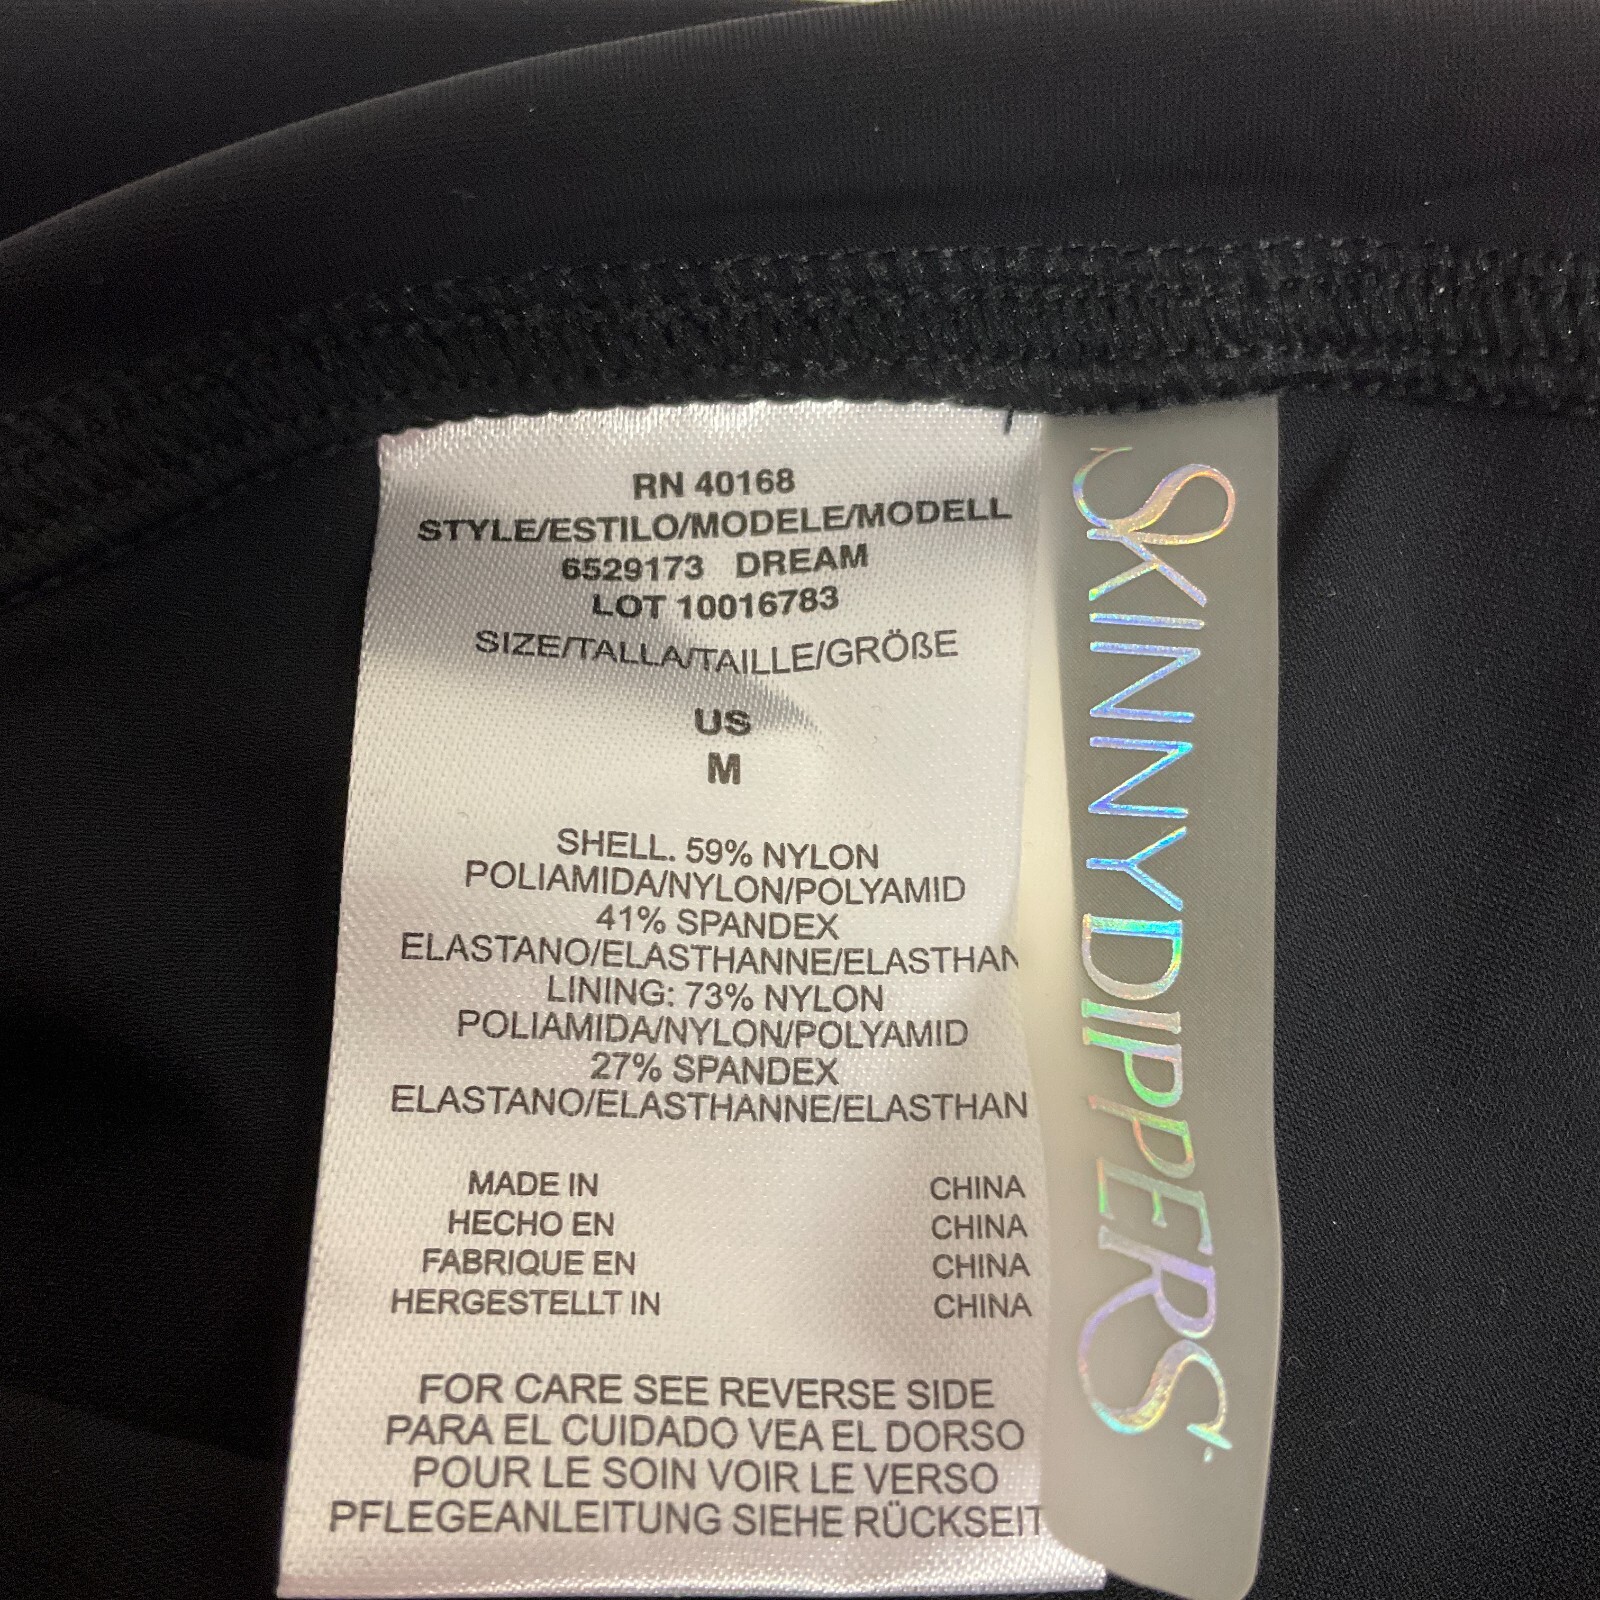 RN 40168
STYLE/ESTILO/MODELE/MODELL
6529173 DREAM
LOT 10016783
SIZE/TALLA/TAILLE/GRÖßE
US
M
SHELL. 59% NYLON
POLIAMIDA/NYLON/POLYAMID
41% SPANDEX
ELASTANO/ELASTHANNE/ELASTHAN
LINING: 73% NYLON
POLIAMIDA/NYLON/POLYAMID
27% SPANDEX
ELASTANO/ELASTHANNE/ELASTHAN
MADE IN CHINA
HECHO EN CHINA
FABRIQUE EN CHINA
HERGESTELLT IN CHINA
FOR CARE SEE REVERSE SIDE
PARA EL CUIDADO VEA EL DORSO
POUR LE SOIN VOIR LE VERSO
PFLEGEANLEITUNG SIEHE RÜCKSEIT
SKINNYDIPPERS